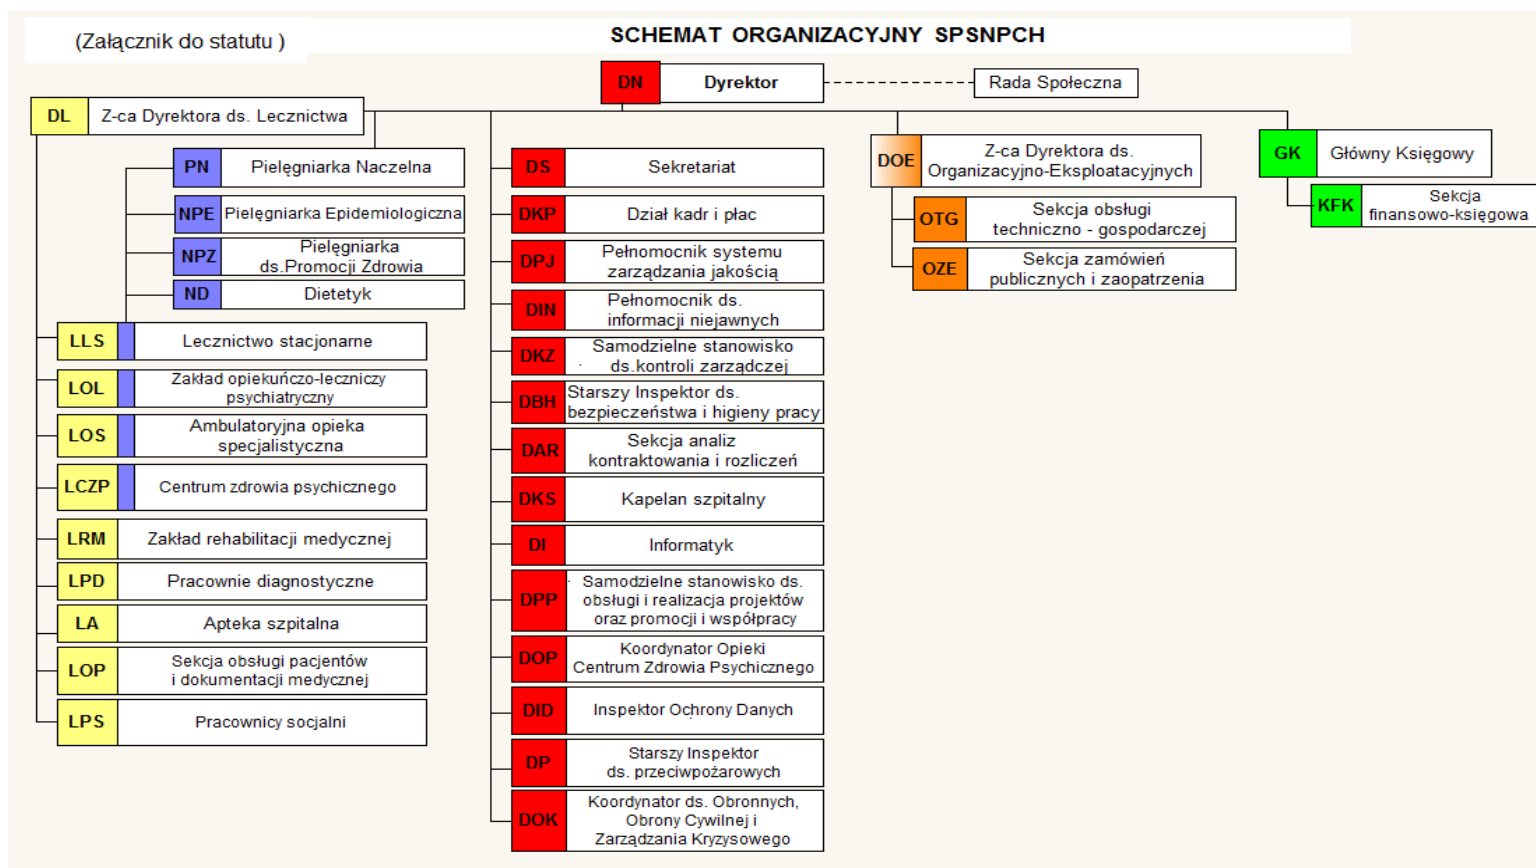 (Załącznik do statutu )
SCHEMAT ORGANIZACYJNY SPSNPCH
DN Dyrektor
Rada Społeczna
DL Z-ca Dyrektora ds. Lecznictwa
PN Pielęgniarka Naczelna
NPE Pielęgniarka Epidemiologiczna
NPZ Pielęgniarka
ds.Promocji Zdrowia
ND Dietetyk
LLS Lecznictwo stacjonarne
LOL Zakład opiekuńczo-leczniczy
psychiatryczny
LOS Ambulatoryjna opieka
specjalistyczna
LCZP Centrum zdrowia psychicznego
LRM Zakład rehabilitacji medycznej
LPD Pracownie diagnostyczne
LA Apteka szpitalna
LOP Sekcja obsługi pacjentów
i dokumentacji medycznej
LPS Pracownicy socjalni
DS Sekretariat
DKP Dział kadr i płac
DPJ Pełnomocnik systemu
zarządzania jakością
DIN Pełnomocnik ds.
informacji niejawnych
DKZ Samodzielne stanowisko
ds.kontroli zarządczej
DBH Starszy Inspektor ds.
bezpieczeństwa i higieny pracy
DAR Sekcja analiz
kontraktowania i rozliczeń
DKS Kapelan szpitalny
DI Informatyk
DPP Samodzielne stanowisko ds.
obsługi i realizacja projektów
oraz promocji i współpracy
DOP Koordynator Opieki
Centrum Zdrowia Psychicznego
DID Inspektor Ochrony Danych
DP Starszy Inspektor
ds. przeciwpożarowych
DOK Koordynator ds. Obronnych,
Obrony Cywilnej i
Zarządzania Kryzysowego
DOE Z-ca Dyrektora ds.
Organizacyjno-Eksploatacyjnych
OTG Sekcja obsługi
techniczno - gospodarczej
OZE Sekcja zamówień
publicznych i zaopatrzenia
GK Główny Księgowy
KFK Sekcja
finansowo-księgowa